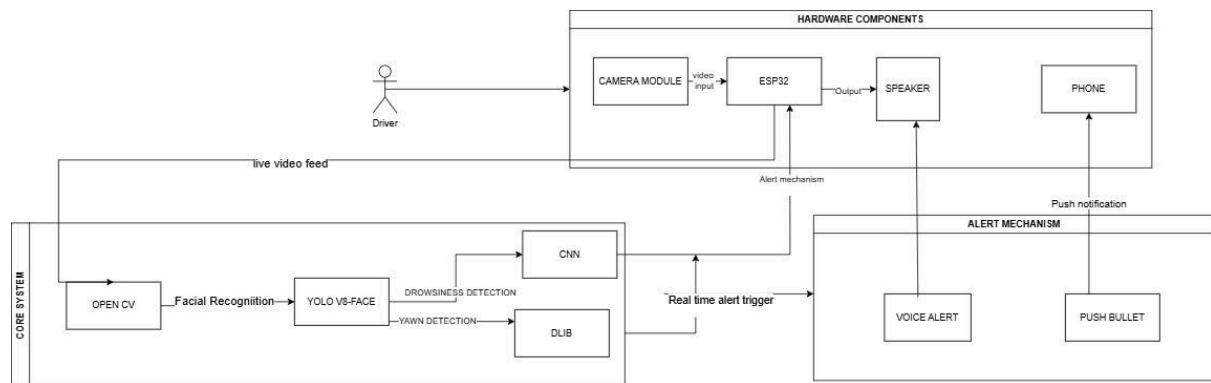 HARDWARE COMPONENTS
CAMERA MODULE
video
input
ESP32
Output
SPEAKER
PHONE
Driver
live video feed
Alert mechanism
Push notification
ALERT MECHANISM
CORE SYSTEM
CNN
OPEN CV
Facial Recogniition
YOLO V8-FACE
DROWSINESS DETECTION
YAWN DETECTION
DLIB
Real time alert trigger
VOICE ALERT
PUSH BULLET